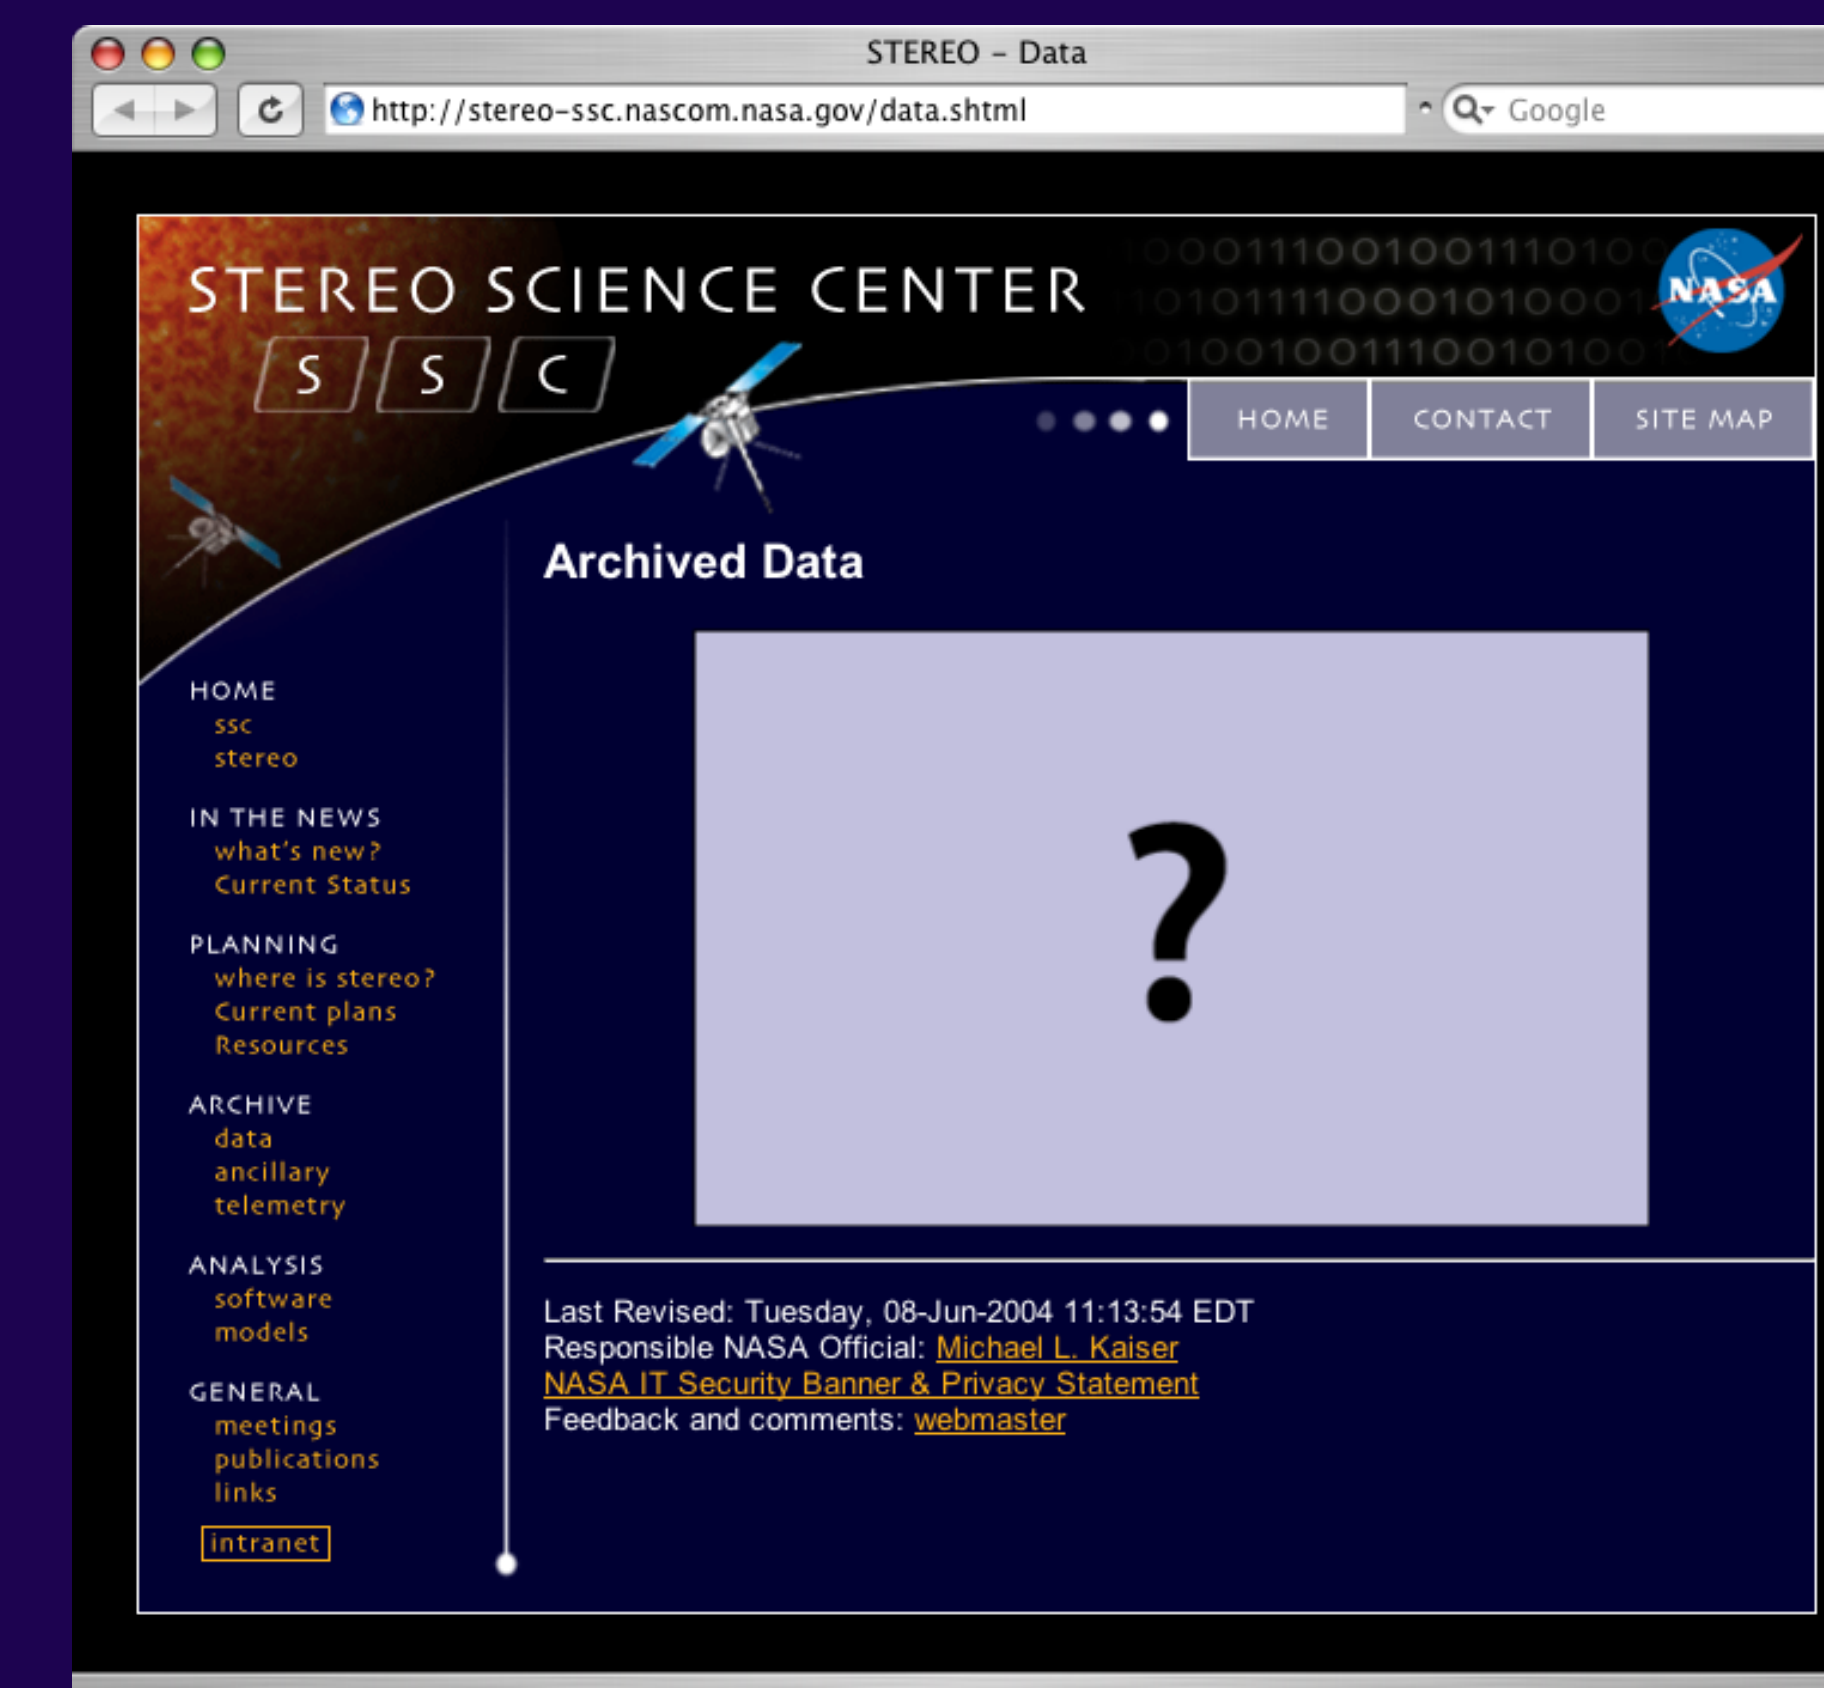 STEREO – Data
http://stereo-ssc.nascom.nasa.gov/data.shtml
Google
STEREO SCIENCE CENTER
S S C
NASA
HOME CONTACT SITE MAP
Archived Data
?
HOME
ssc
stereo
IN THE NEWS
what's new?
Current Status
PLANNING
where is stereo?
Current plans
Resources
ARCHIVE
data
ancillary
telemetry
ANALYSIS
software
models
GENERAL
meetings
publications
links
intranet
Last Revised: Tuesday, 08-Jun-2004 11:13:54 EDT
Responsible NASA Official: Michael L. Kaiser
NASA IT Security Banner & Privacy Statement
Feedback and comments: webmaster